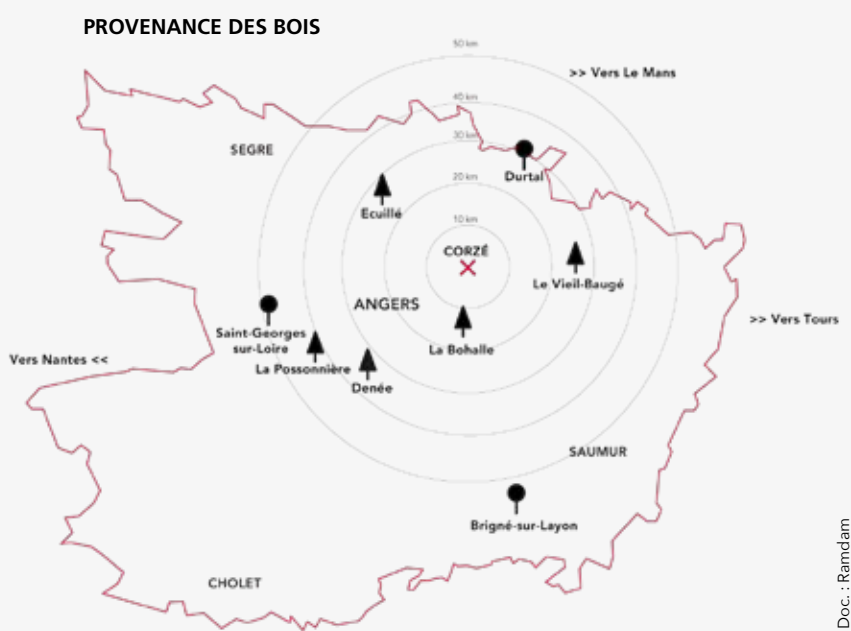 PROVENANCE DES BOIS
50 km
>> Vers Le Mans
40 km
30 km
SEGRE
Durtal
20 km
Ecuillé
10 km
CORZÉ
Le Vieil-Baugé
ANGERS
>> Vers Tours
Saint-Georges
sur-Loire
La Bohalle
Vers Nantes <<
La Possonnière
Denée
SAUMUR
Brigné-sur-Layon
CHOLET
Doc. : Ramdam